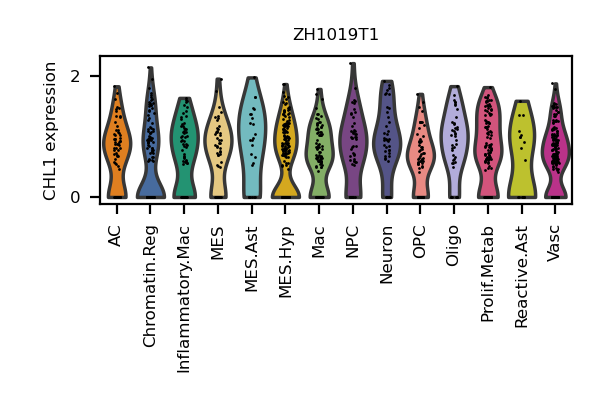 ZH1019T1
CHL1 expression
2
0
AC
Chromatin.Reg
Inflammatory.Mac
MES
MES.Ast
MES.Hyp
Mac
NPC
Neuron
OPC
Oligo
Prolif.Metab
Reactive.Ast
Vasc